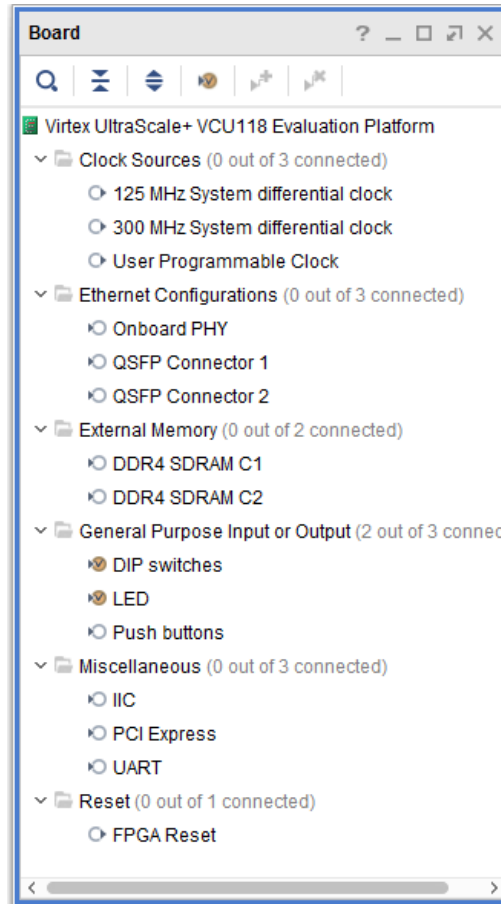 Board
Virtex UltraScale+ VCU118 Evaluation Platform
Clock Sources (0 out of 3 connected)
125 MHz System differential clock
300 MHz System differential clock
User Programmable Clock
Ethernet Configurations (0 out of 3 connected)
Onboard PHY
QSFP Connector 1
QSFP Connector 2
External Memory (0 out of 2 connected)
DDR4 SDRAM C1
DDR4 SDRAM C2
General Purpose Input or Output (2 out of 3 connec
DIP switches
LED
Push buttons
Miscellaneous (0 out of 3 connected)
IIC
PCI Express
UART
Reset (0 out of 1 connected)
FPGA Reset